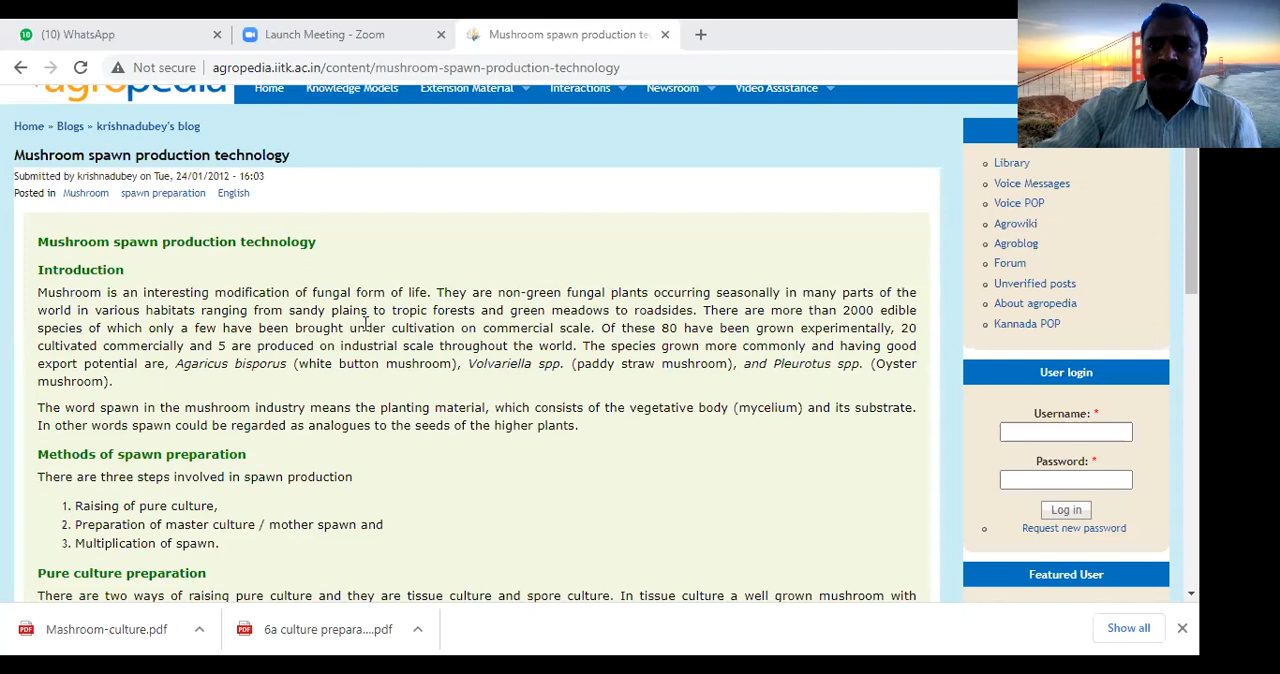 (10) WhatsApp
Launch Meeting - Zoom
Mushroom spawn production te
Not secure
agropedia.iitk.ac.in/content/mushroom-spawn-production-technology
agropedia
Home
Knowledge Models
Extension Material
Interactions
Newsroom
Video Assistance
Home » Blogs » krishnadubey's blog
Mushroom spawn production technology
Submitted by krishnadubey on Tue, 24/01/2012 - 16:03
Posted in Mushroom spawn preparation English
Mushroom spawn production technology
Introduction
Mushroom is an interesting modification of fungal form of life. They are non-green fungal plants occurring seasonally in many parts of the
world in various habitats ranging from sandy plains to tropic forests and green meadows to roadsides. There are more than 2000 edible
species of which only a few have been brought under cultivation on commercial scale. Of these 80 have been grown experimentally, 20
cultivated commercially and 5 are produced on industrial scale throughout the world. The species grown more commonly and having good
export potential are, Agaricus bisporus (white button mushroom), Volvariella spp. (paddy straw mushroom), and Pleurotus spp. (Oyster
mushroom).
The word spawn in the mushroom industry means the planting material, which consists of the vegetative body (mycelium) and its substrate.
In other words spawn could be regarded as analogues to the seeds of the higher plants.
Methods of spawn preparation
There are three steps involved in spawn production
1. Raising of pure culture,
2. Preparation of master culture / mother spawn and
3. Multiplication of spawn.
Pure culture preparation
There are two ways of raising pure culture and they are tissue culture and spore culture. In tissue culture a well grown mushroom with
Library
Voice Messages
Voice POP
Agrowiki
Agroblog
Forum
Unverified posts
About agropedia
Kannada POP
User login
Username: *
Password: *
Log in
Request new password
Featured User
Mashroom-culture.pdf
6a culture prepara....pdf
Show all